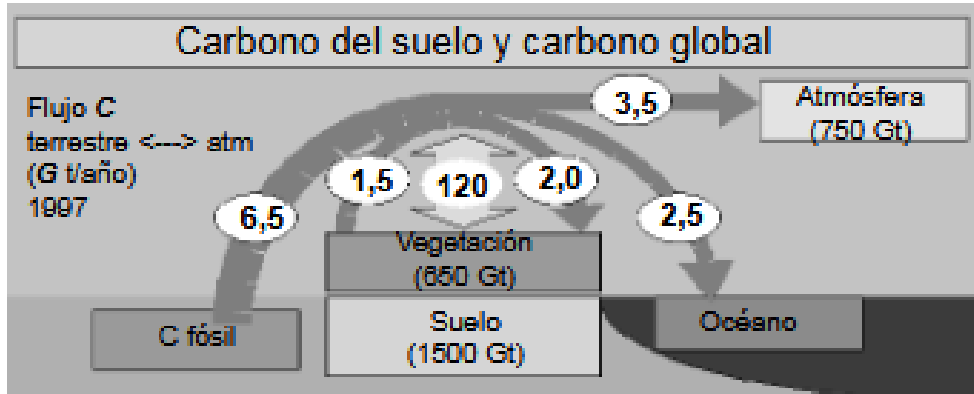 Carbono del suelo y carbono global
Flujo C
terrestre <---> atm
(G t/año)
1997
3,5
Atmósfera
(750 Gt)
1,5
120
2,0
6,5
2,5
Vegetación
(650 Gt)
C fósil
Suelo
(1500 Gt)
Océano